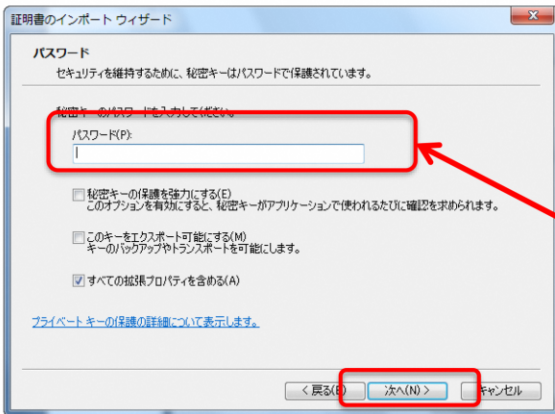 証明書のインポート ウィザード
パスワード
セキュリティを維持するために、秘密キーはパスワードで保護されています。
秘密キーのパスワードを入力してください。
パスワード(P):
秘密キーの保護を強力にする(E)
このオプションを有効にすると、秘密キーがアプリケーションで使われるたびに確認を求められます。
このキーをエクスポート可能にする(M)
キーのバックアップやトランスポートを可能にします。
すべての拡張プロパティを含める(A)
プライベート キーの保護の詳細について表示します。
< 戻る(B) 次へ(N) > キャンセル